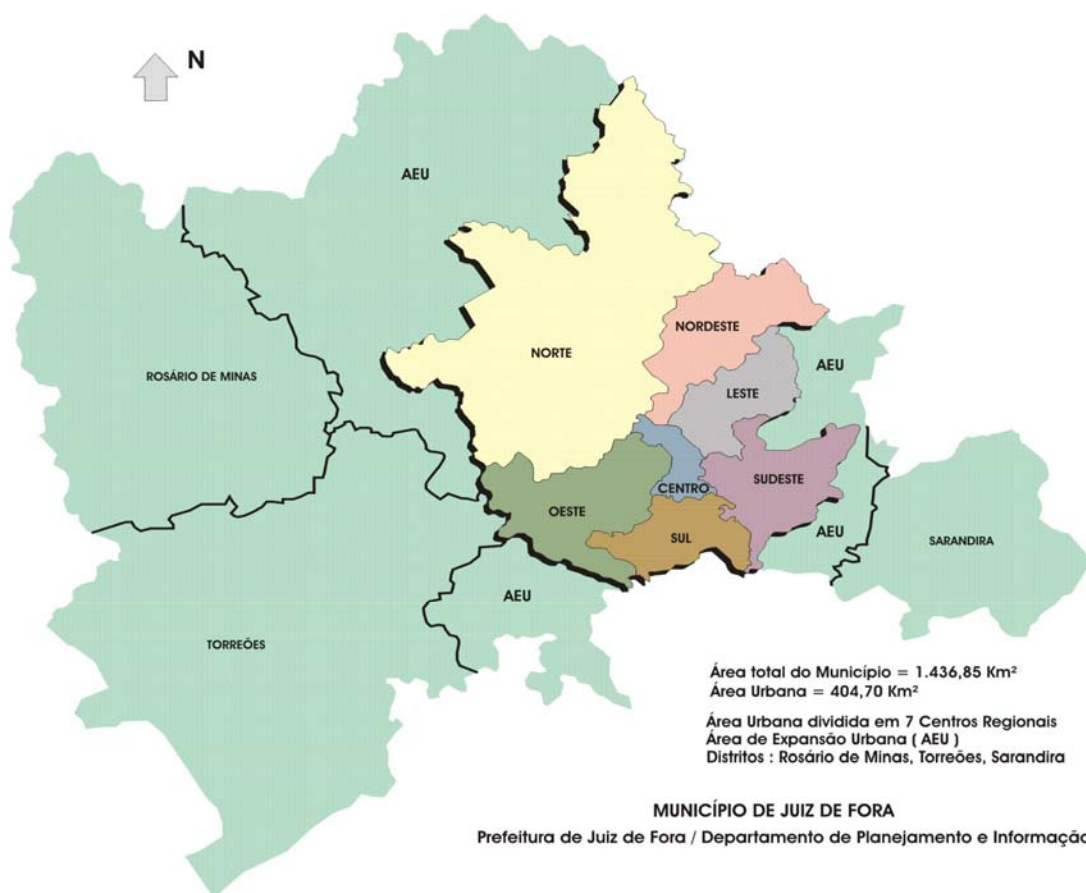 N
AEU
NORDESTE
NORTE
AEU
ROSÁRIO DE MINAS
LESTE
SUDESTE
CENTRO
OESTE
AEU
SUL
SARANDIRA
AEU
TORREÕES
Área total do Município = 1.436,85 Km²
Área Urbana = 404,70 Km²
Área Urbana dividida em 7 Centros Regionais
Área de Expansão Urbana ( AEU )
Distritos : Rosário de Minas, Torreões, Sarandira
MUNICÍPIO DE JUIZ DE FORA
Prefeitura de Juiz de Fora / Departamento de Planejamento e Informação